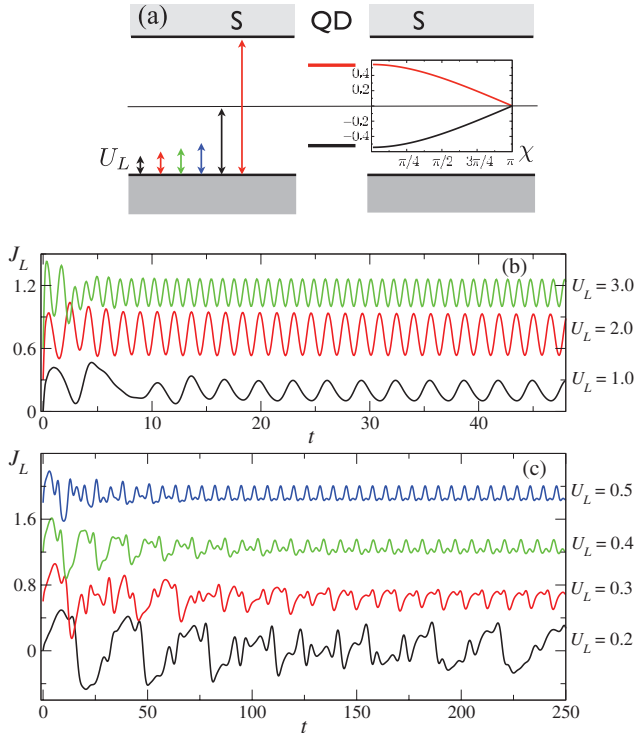 (a) S QD S
0.4
0.2
−0.2
−0.4
π/4 π/2 3π/4 π χ
U_L
J_L (b)
1.2
0.6
0
U_L = 3.0
U_L = 2.0
U_L = 1.0
0 10 20 30 40
t
J_L (c)
1.6
0.8
0
U_L = 0.5
U_L = 0.4
U_L = 0.3
U_L = 0.2
0 50 100 150 200 250
t